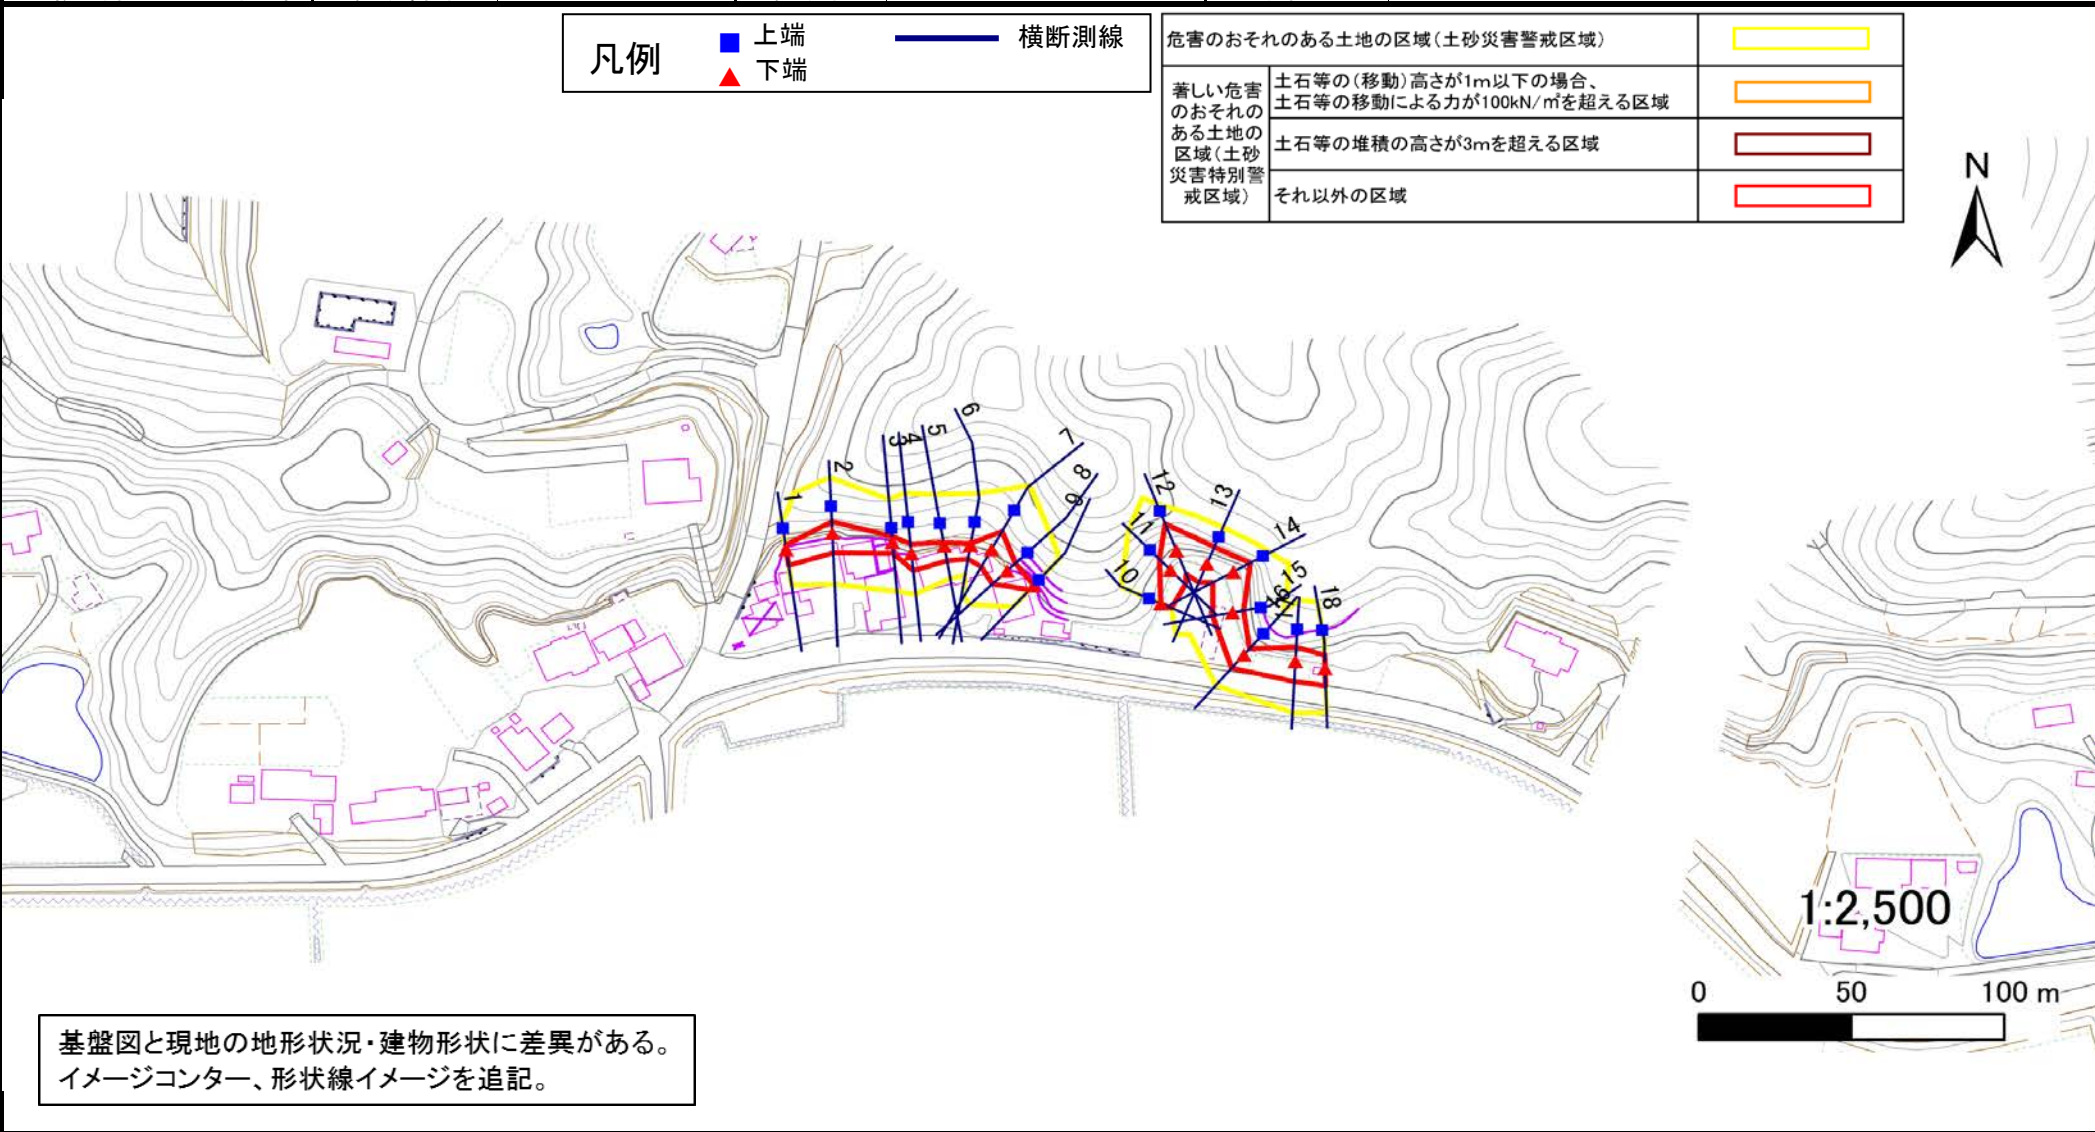 凡例
上端
下端
横断測線
危害のおそれのある土地の区域(土砂災害警戒区域)
著しい危害
のおそれの
ある土地の
区域(土砂
災害特別警
戒区域)
土石等の(移動)高さが1m以下の場合、
土石等の移動による力が100kN/㎡を超える区域
土石等の堆積の高さが3mを超える区域
それ以外の区域
N
1
2
3
4
5
6
7
8
9
10
11
12
13
14
15
16
18
1:2,500
0 50 100 m
基盤図と現地の地形状況・建物形状に差異がある。
イメージコンター、形状線イメージを追記。